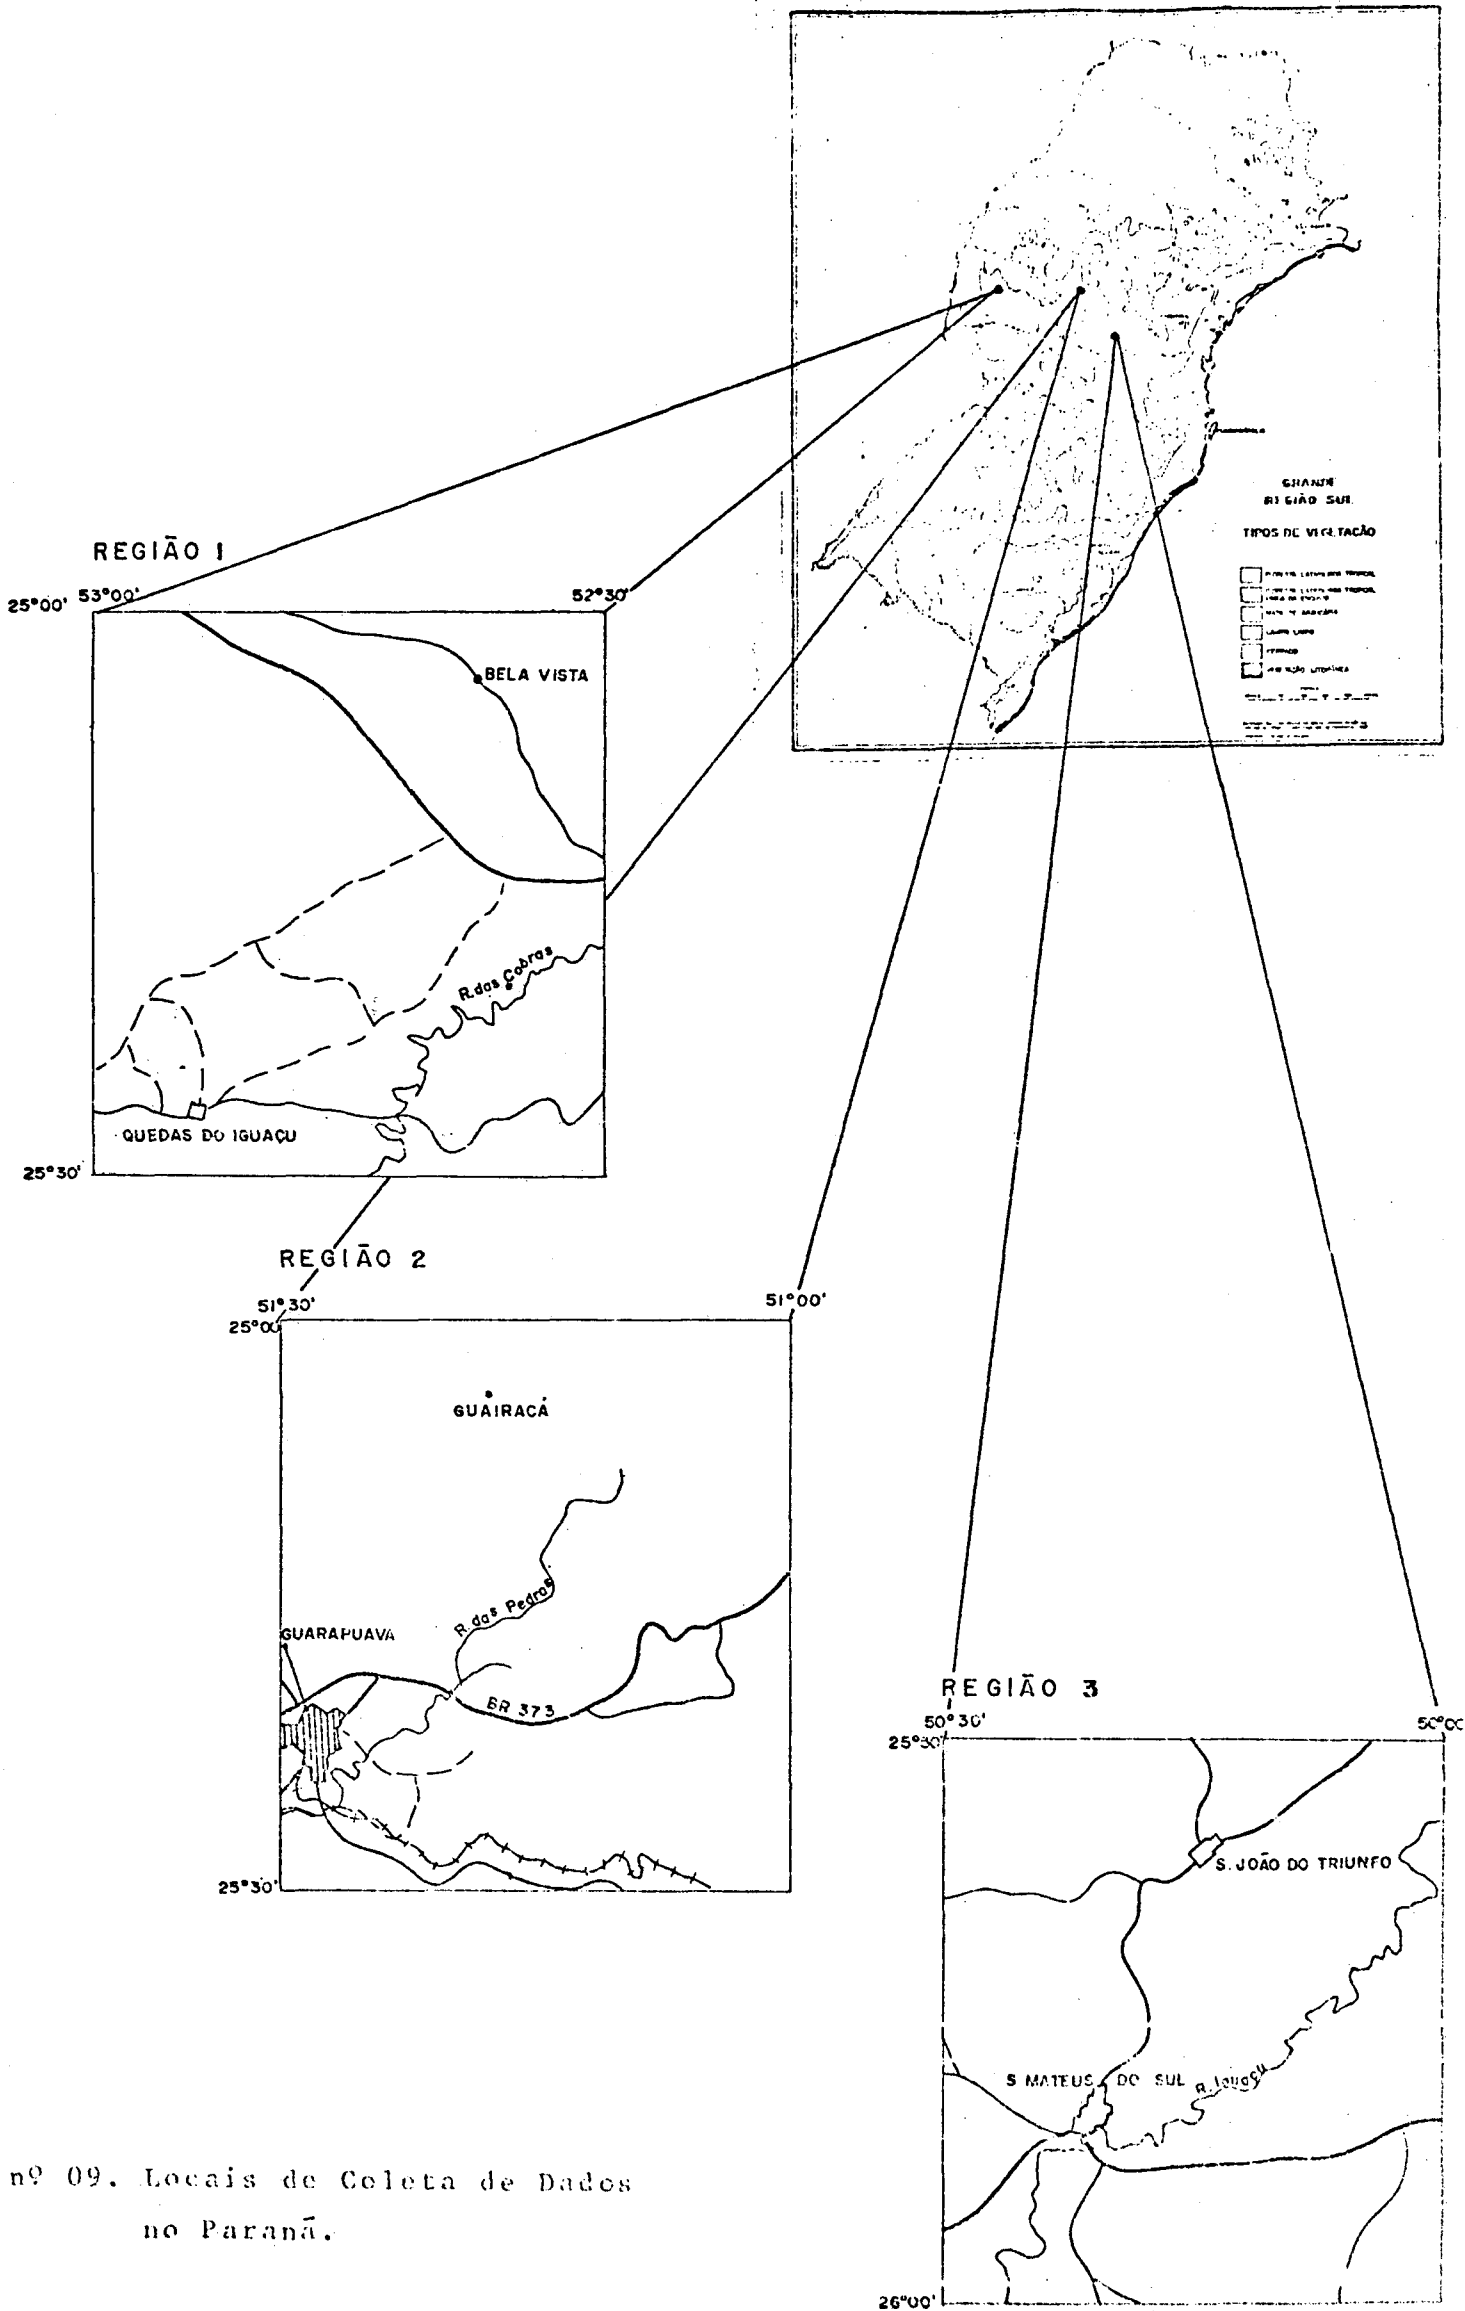 GRANDE
REGIÃO SUL
TIPOS DE VEGETAÇÃO
REGIÃO 1
25°00' 53°00' 52°30'
BELA VISTA
R. das Cobras
QUEDAS DO IGUAÇU
25°30'
REGIÃO 2
51°30' 51°00'
25°00
GUAIRACÁ
R. das Pedras
GUARAPUAVA
BR 373
25°30'
REGIÃO 3
50°30' 50°00
25°30'
S. JOÃO DO TRIUNFO
S MATEUS DO SUL R. Iguaçu
26°00'
nº 09. Locais de Coleta de Dados
no Paranā.